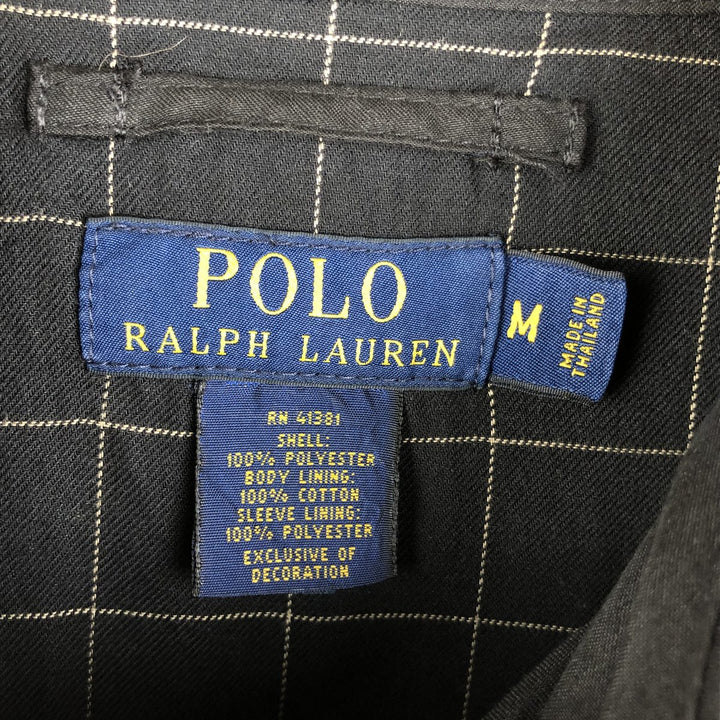 POLO
RALPH LAUREN
M
MADE IN
THAILAND
RN 41381
SHELL:
100% POLYESTER
BODY LINING:
100% COTTON
SLEEVE LINING:
100% POLYESTER
EXCLUSIVE OF
DECORATION